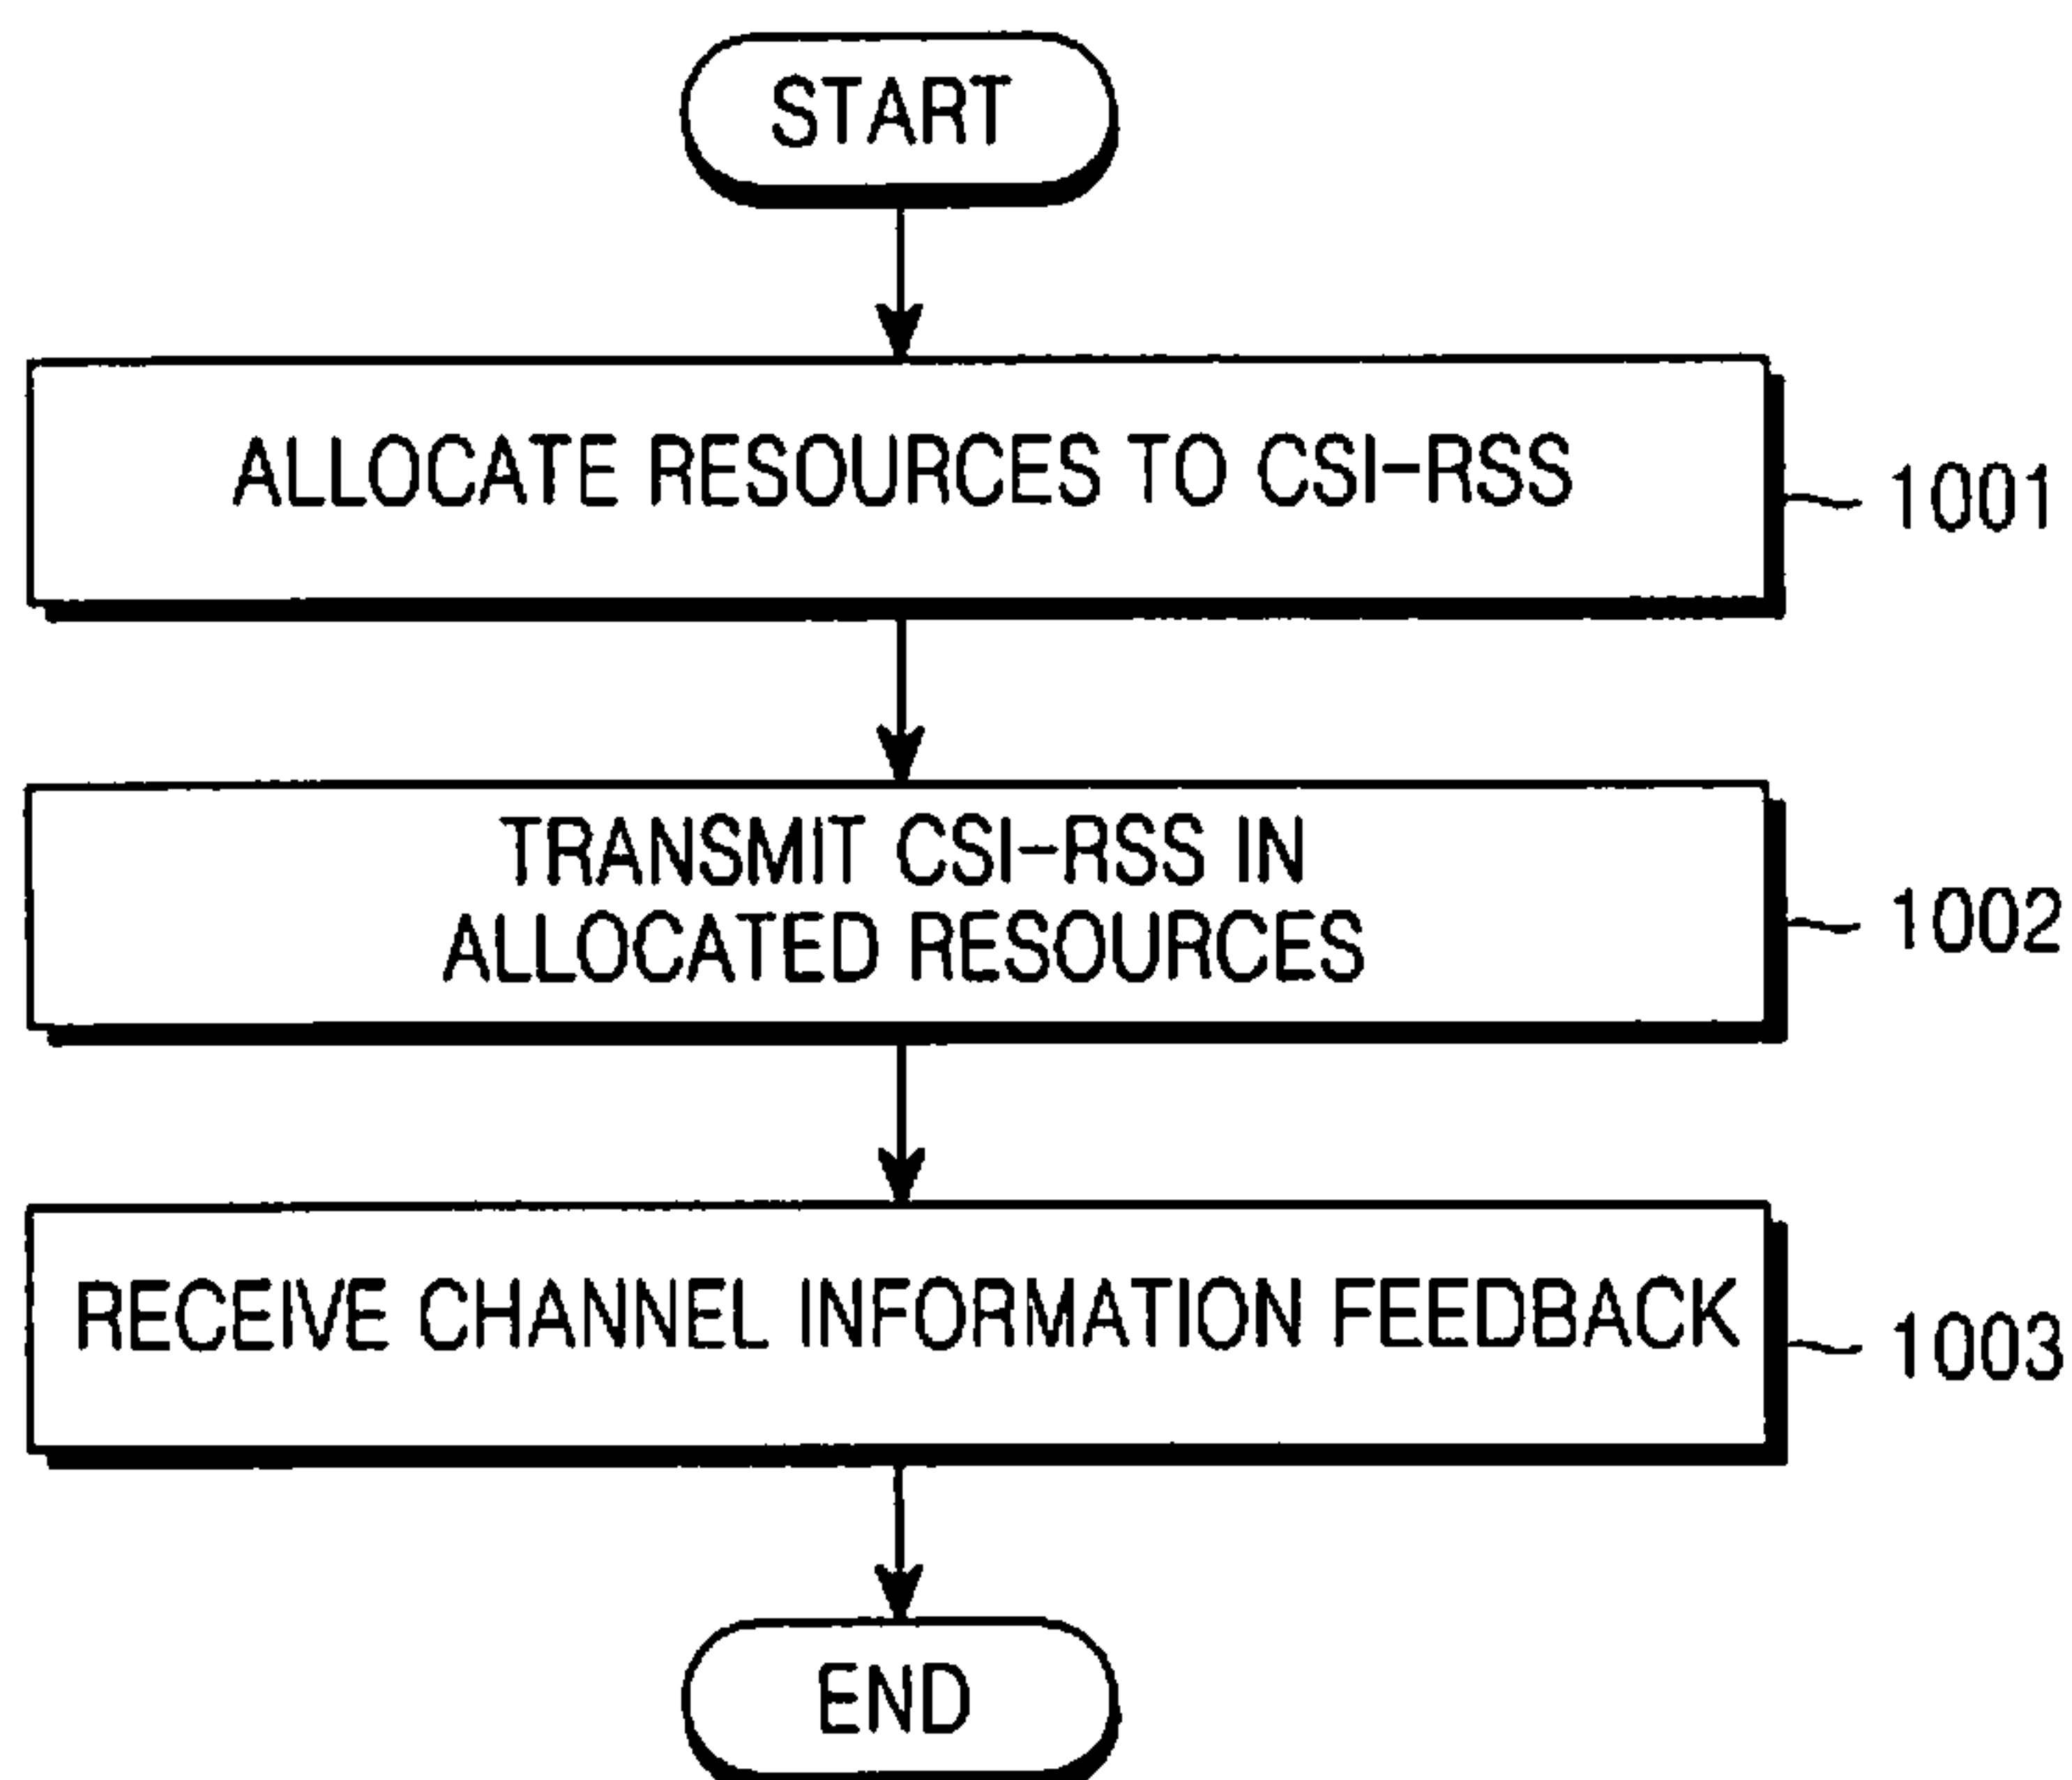 START
ALLOCATE RESOURCES TO CSI-RSS
1001
TRANSMIT CSI-RSS IN
ALLOCATED RESOURCES
1002
RECEIVE CHANNEL INFORMATION FEEDBACK
1003
END